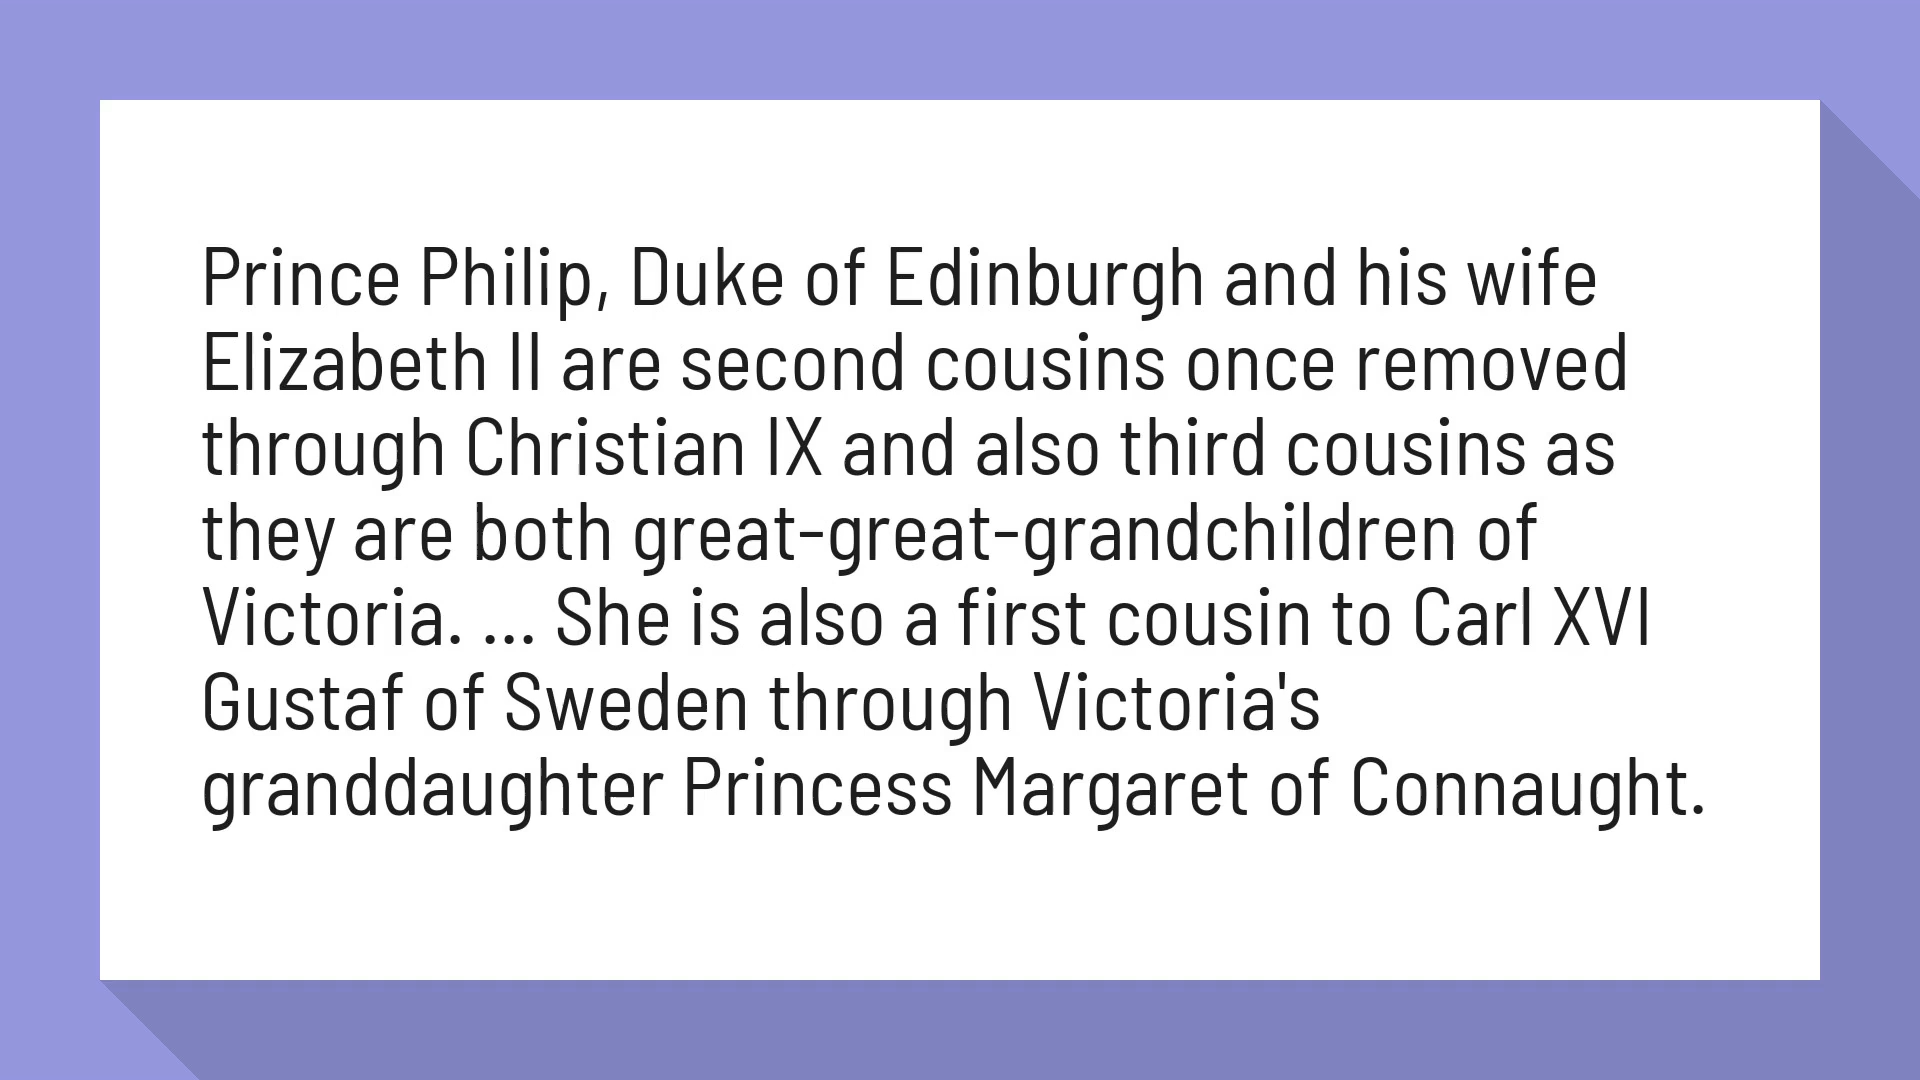 Prince Philip, Duke of Edinburgh and his wife
Elizabeth II are second cousins once removed
through Christian IX and also third cousins as
they are both great-great-grandchildren of
Victoria. ... She is also a first cousin to Carl XVI
Gustaf of Sweden through Victoria's
granddaughter Princess Margaret of Connaught.